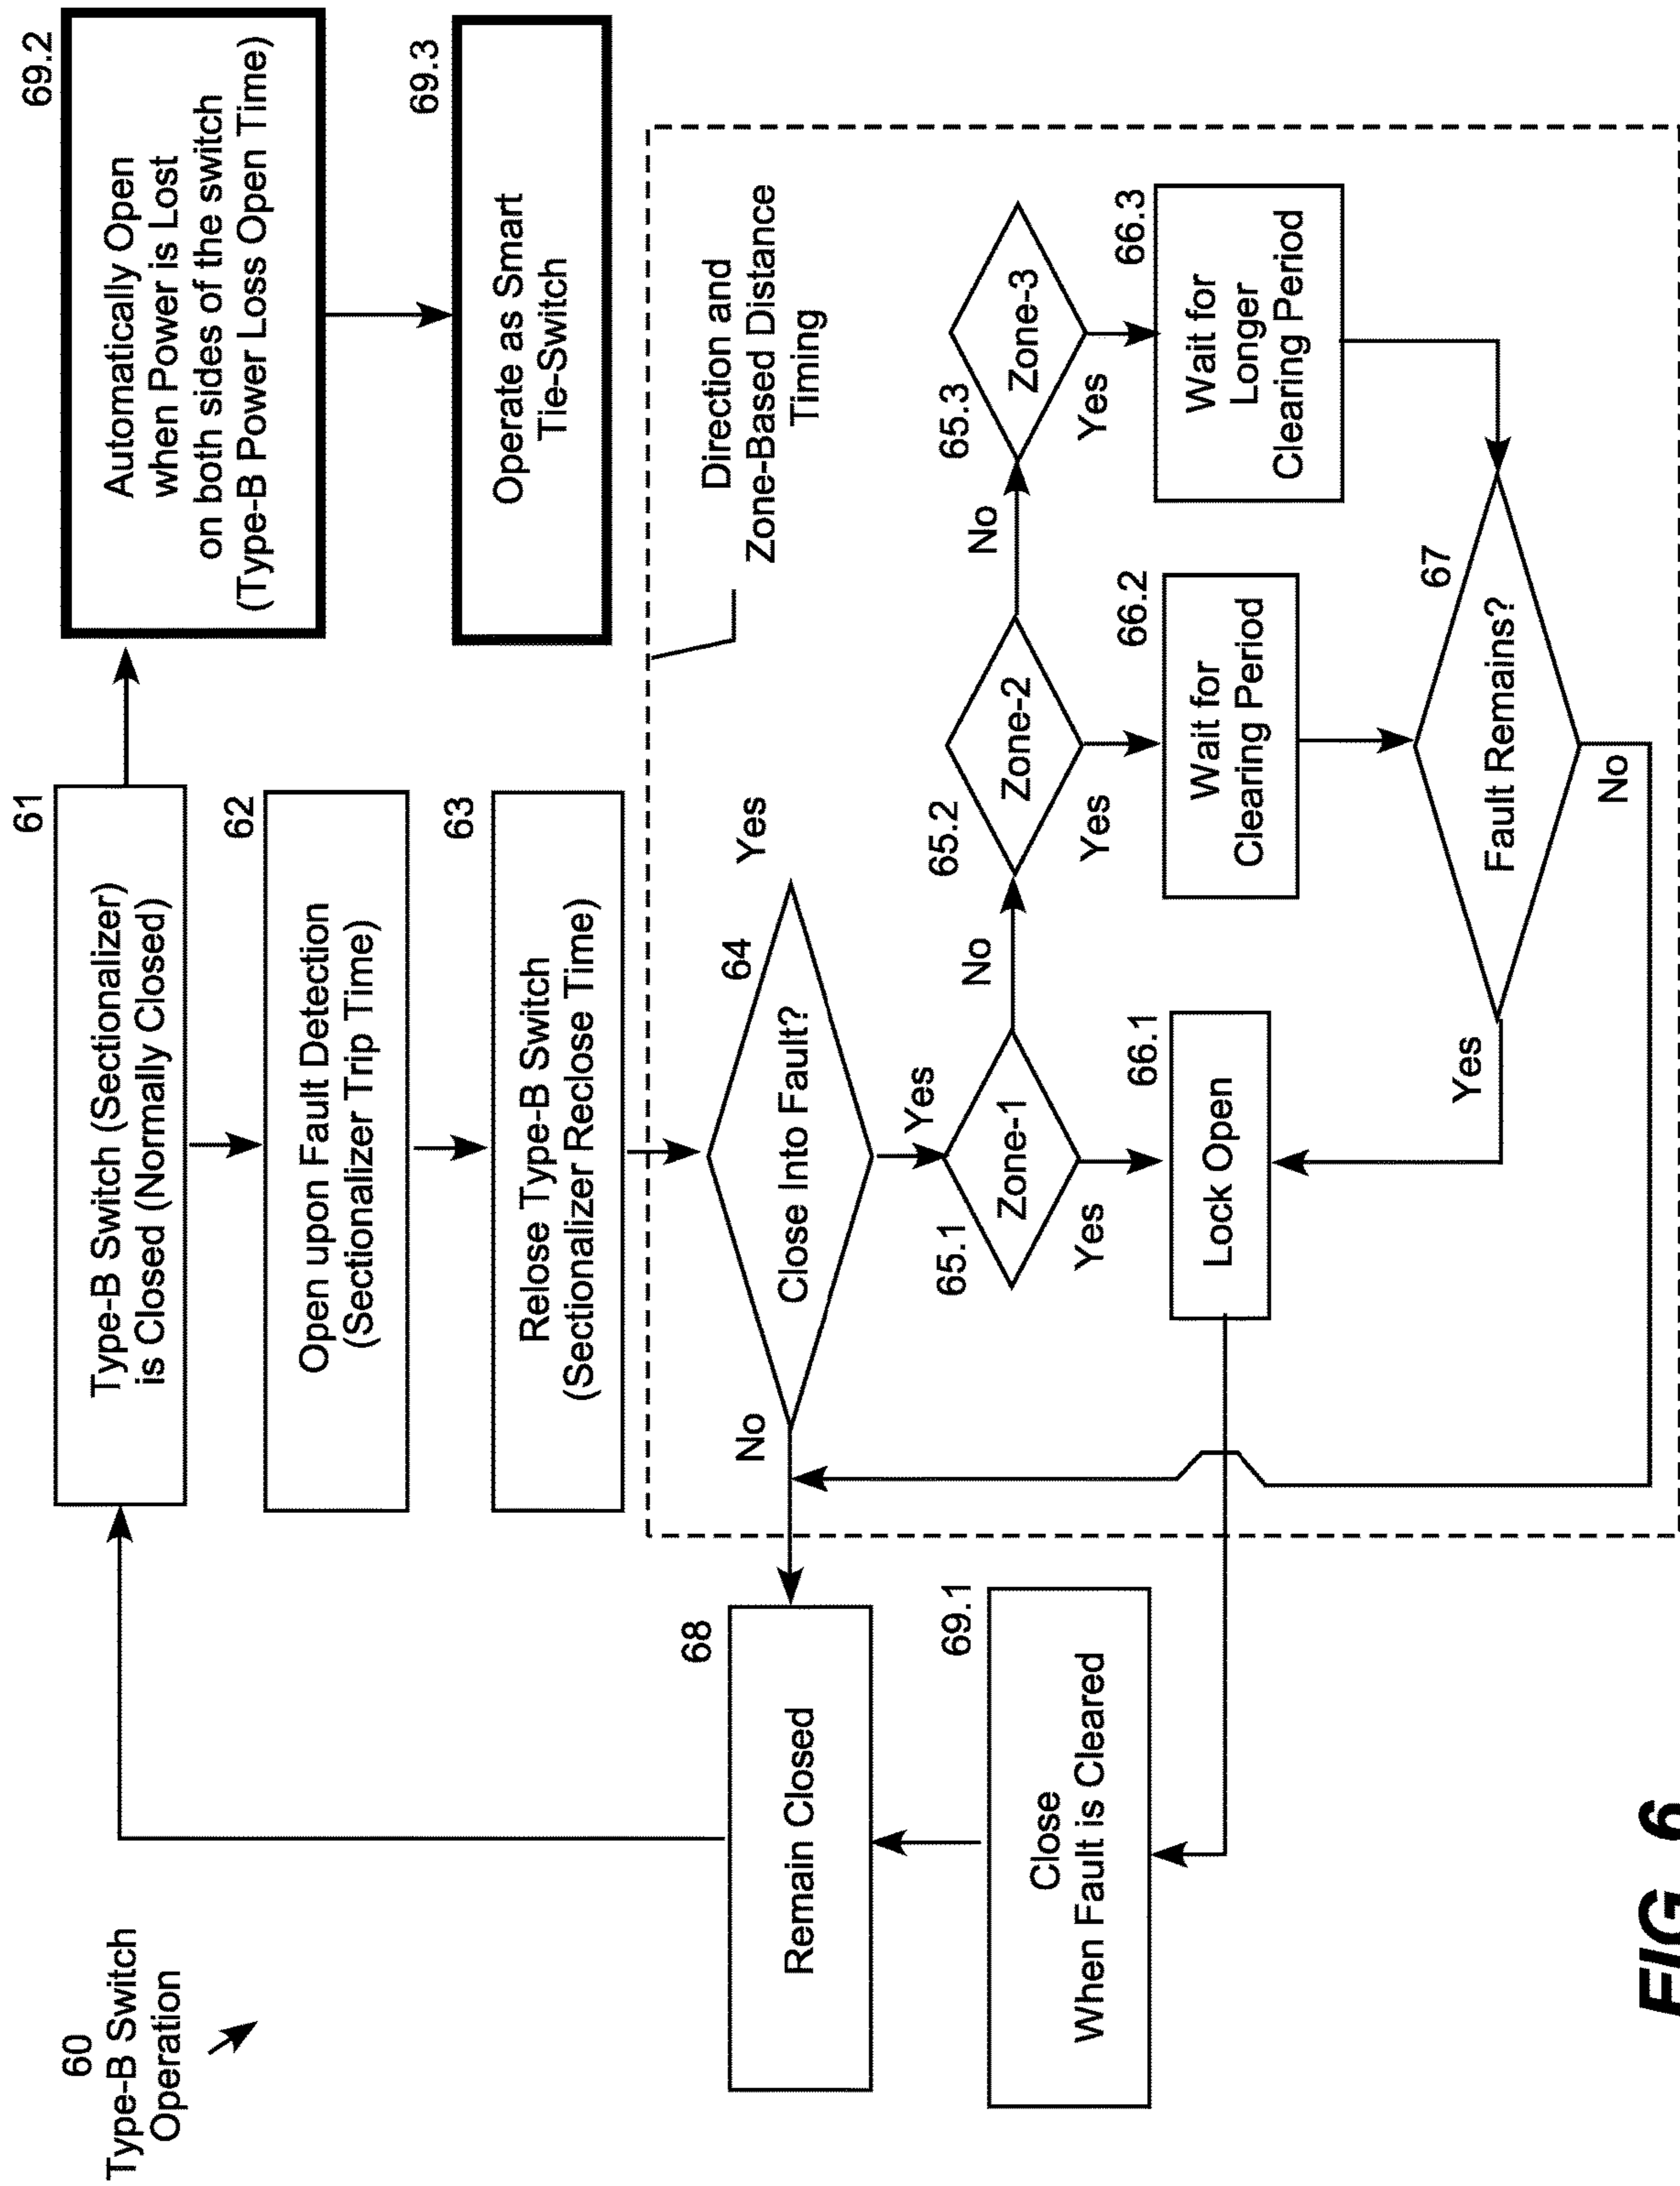 60
Type-B Switch
Operation
61
Type-B Switch (Sectionalizer)
is Closed (Normally Closed)
69.2
Automatically Open
when Power is Lost
on both sides of the switch
(Type-B Power Loss Open Time)
62
Open upon Fault Detection
(Sectionalizer Trip Time)
69.3
Operate as Smart
Tie-Switch
63
Relose Type-B Switch
(Sectionalizer Reclose Time)
Direction and
Zone-Based Distance
Timing
68
Remain Closed
No
64
Close Into Fault?
Yes
Yes
69.1
Close
When Fault is Cleared
65.1
Zone-1
No
65.2
Zone-2
No
65.3
Zone-3
Yes
Yes
Yes
66.1
Lock Open
66.2
Wait for
Clearing Period
66.3
Wait for
Longer
Clearing Period
Yes
67
Fault Remains?
No
FIG. 6